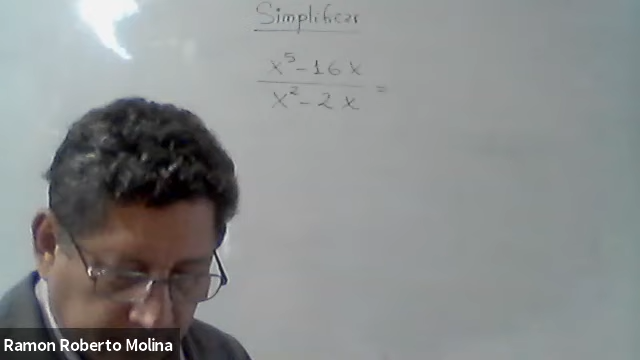 Simplificar
x⁵-16x
x²-2x =
Ramon Roberto Molina